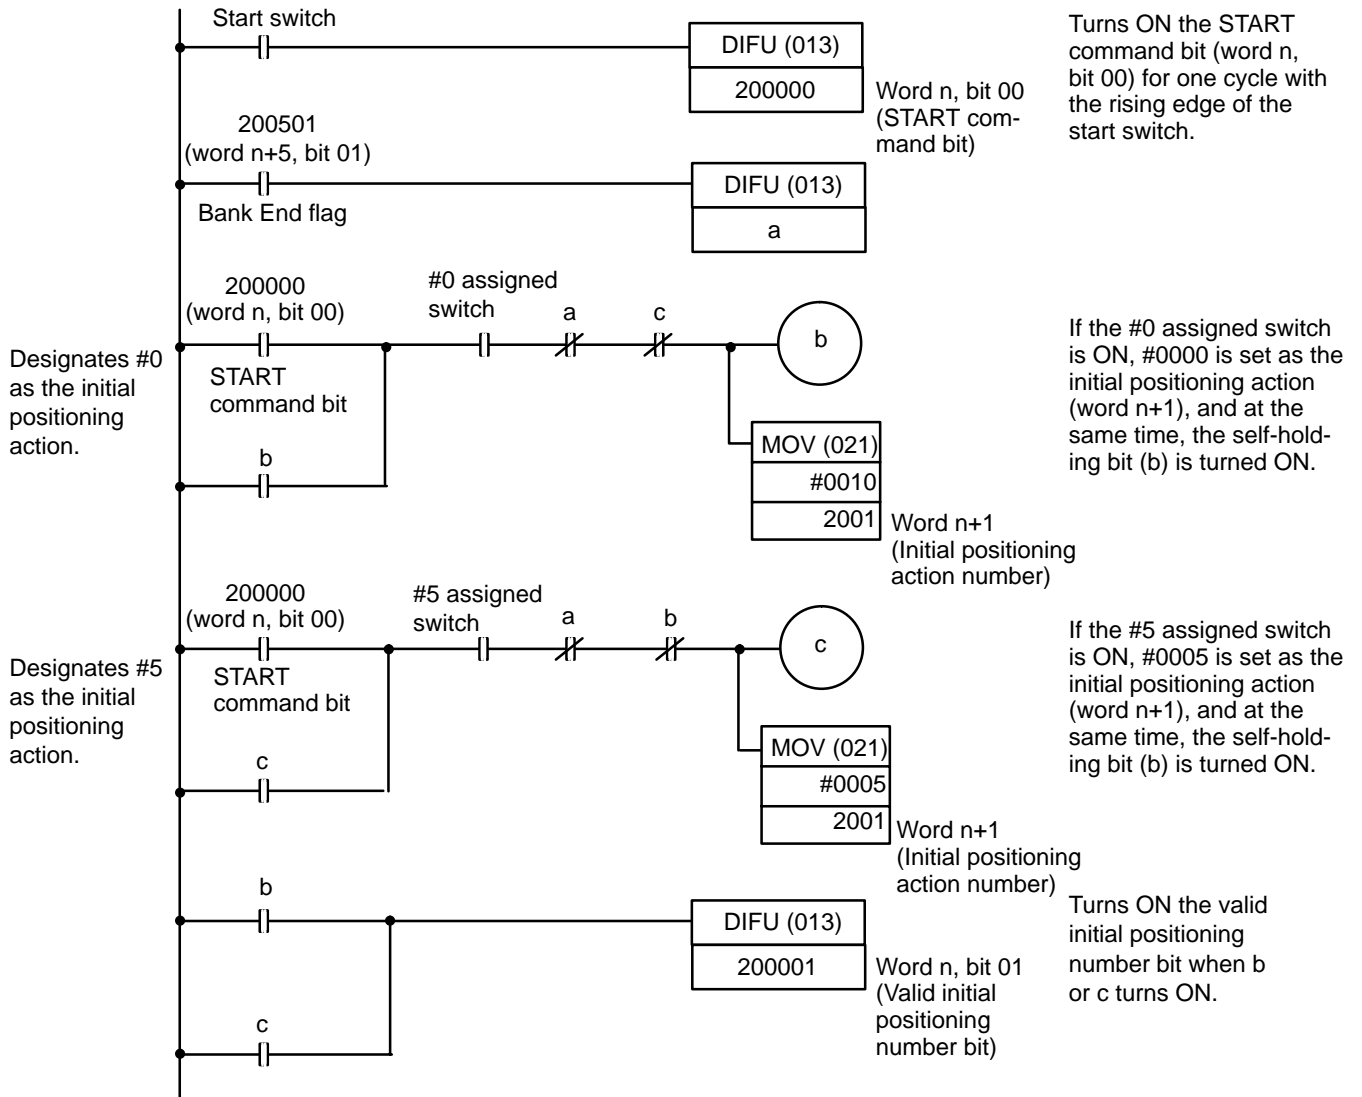 Start switch
DIFU (013)
200000
Word n, bit 00
(START com-
mand bit)
Turns ON the START
command bit (word n,
bit 00) for one cycle with
the rising edge of the
start switch.
200501
(word n+5, bit 01)
Bank End flag
DIFU (013)
a
Designates #0
as the initial
positioning
action.
200000
(word n, bit 00)
START
command bit
b
#0 assigned
switch
a
c
b
MOV (021)
#0010
2001
Word n+1
(Initial positioning
action number)
If the #0 assigned switch
is ON, #0000 is set as the
initial positioning action
(word n+1), and at the
same time, the self-hold-
ing bit (b) is turned ON.
Designates #5
as the initial
positioning
action.
200000
(word n, bit 00)
START
command bit
c
#5 assigned
switch
a
b
c
MOV (021)
#0005
2001
Word n+1
(Initial positioning
action number)
If the #5 assigned switch
is ON, #0005 is set as the
initial positioning action
(word n+1), and at the
same time, the self-hold-
ing bit (b) is turned ON.
b
c
DIFU (013)
200001
Word n, bit 01
(Valid initial
positioning
number bit)
Turns ON the valid
initial positioning
number bit when b
or c turns ON.